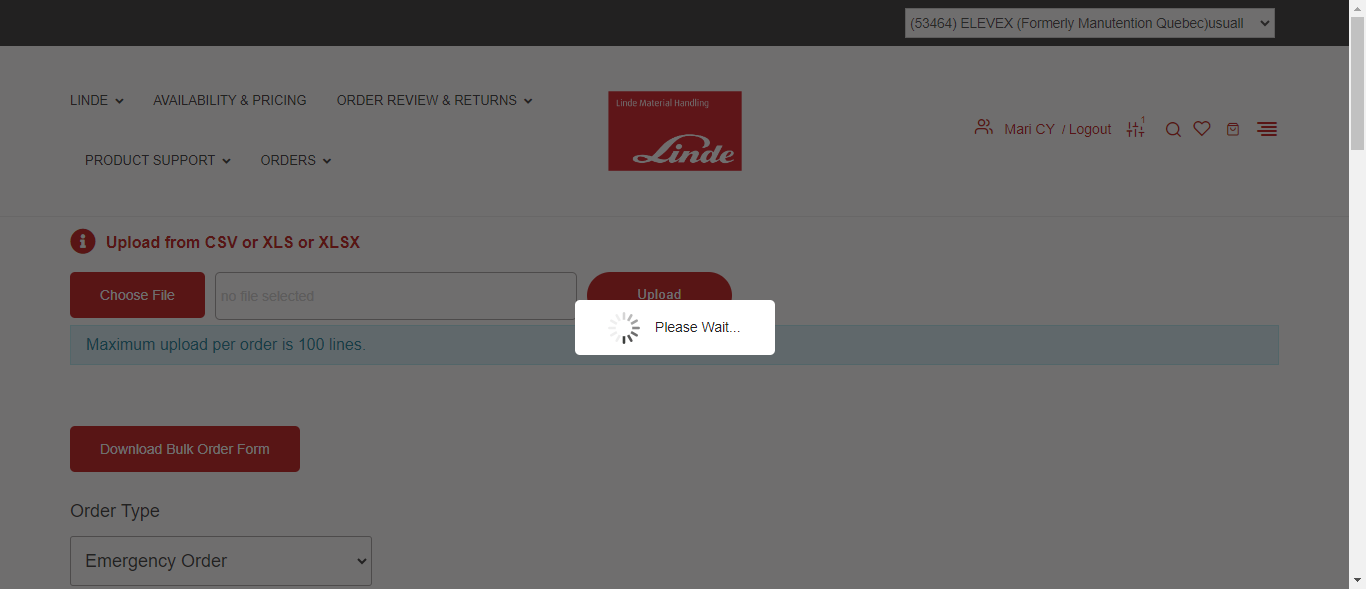 (53464) ELEVEX (Formerly Manutention Quebec)usuall
LINDE
AVAILABILITY & PRICING
ORDER REVIEW & RETURNS
PRODUCT SUPPORT
ORDERS
Linde Material Handling
Linde
Mari CY / Logout
1
Upload from CSV or XLS or XLSX
Choose File
no file selected
Upload
Please Wait...
Maximum upload per order is 100 lines.
Download Bulk Order Form
Order Type
Emergency Order